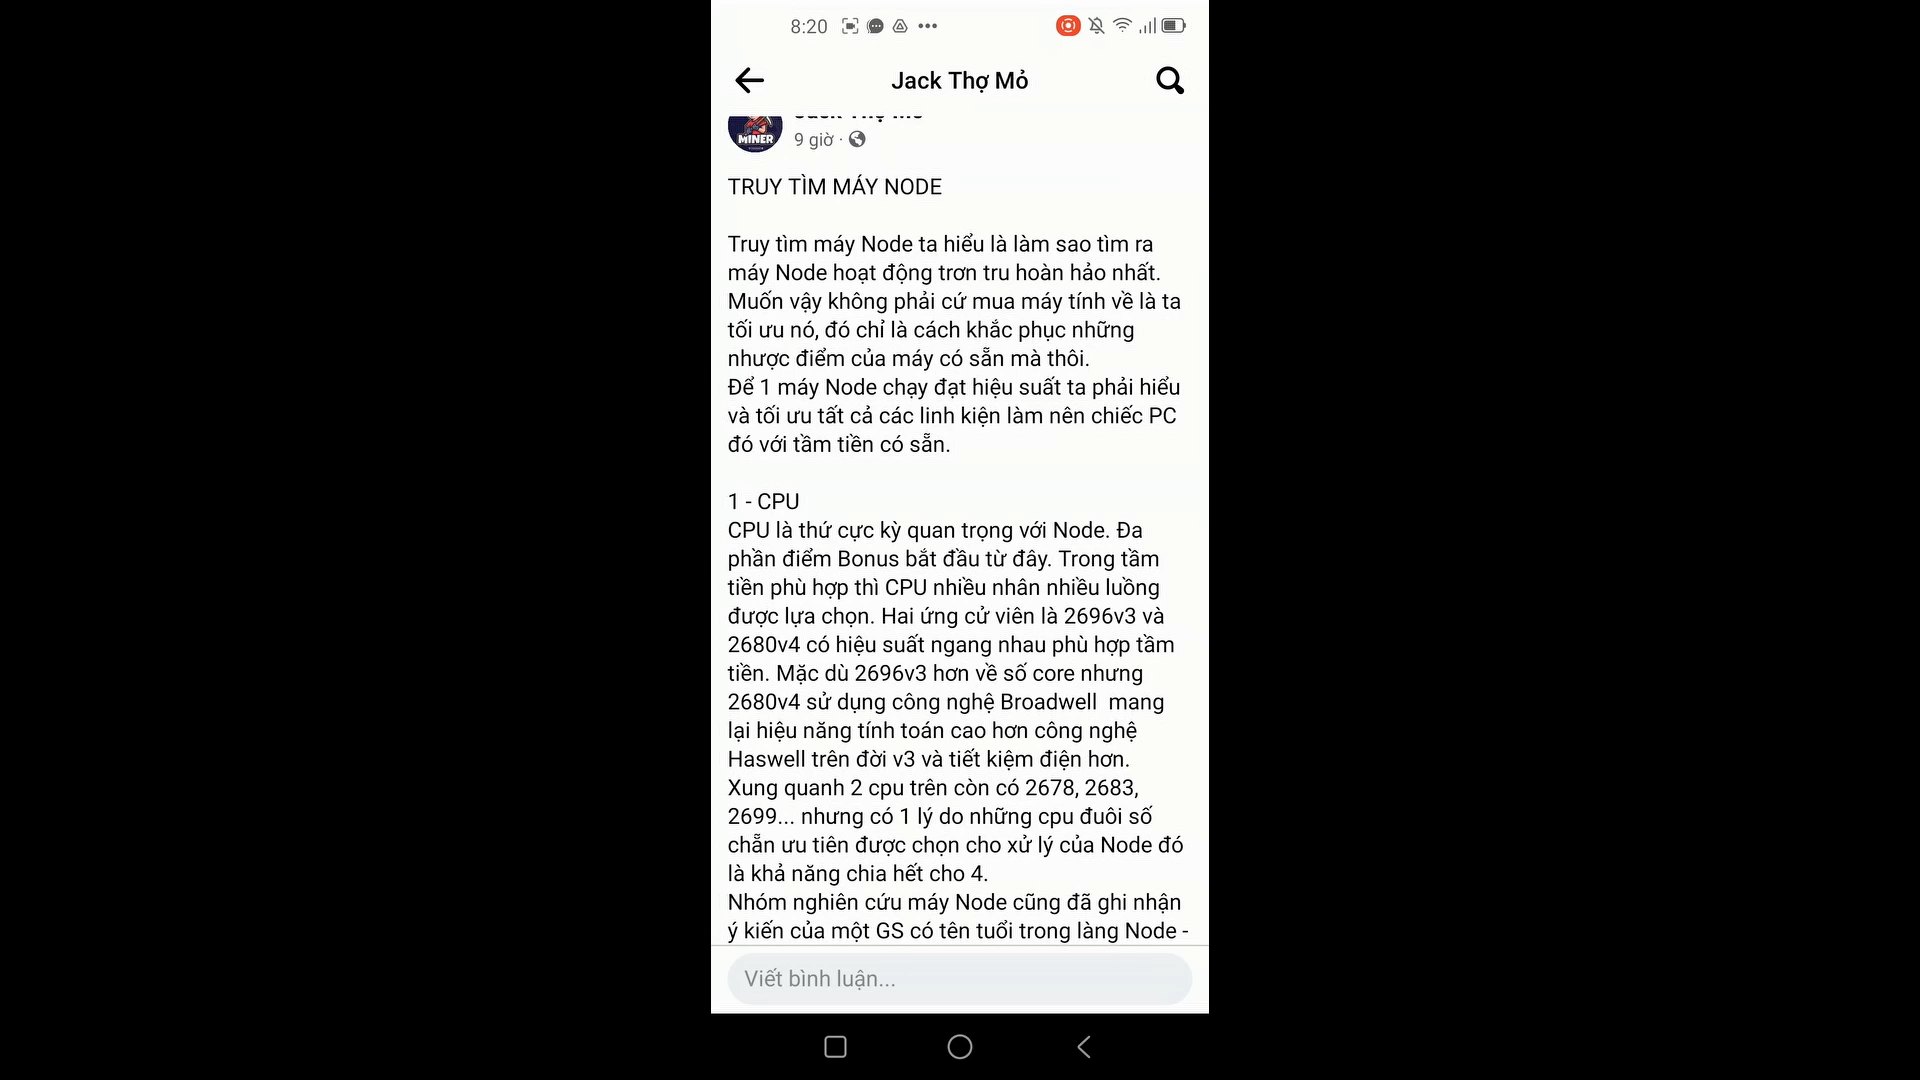 8:20
Jack Thợ Mỏ
MINER
9 giờ ·
TRUY TÌM MÁY NODE
Truy tìm máy Node ta hiểu là làm sao tìm ra
máy Node hoạt động trơn tru hoàn hảo nhất.
Muốn vậy không phải cứ mua máy tính về là ta
tối ưu nó, đó chỉ là cách khắc phục những
nhược điểm của máy có sẵn mà thôi.
Để 1 máy Node chạy đạt hiệu suất ta phải hiểu
và tối ưu tất cả các linh kiện làm nên chiếc PC
đó với tầm tiền có sẵn.
1 - CPU
CPU là thứ cực kỳ quan trọng với Node. Đa
phần điểm Bonus bắt đầu từ đây. Trong tầm
tiền phù hợp thì CPU nhiều nhân nhiều luồng
được lựa chọn. Hai ứng cử viên là 2696v3 và
2680v4 có hiệu suất ngang nhau phù hợp tầm
tiền. Mặc dù 2696v3 hơn về số core nhưng
2680v4 sử dụng công nghệ Broadwell  mang
lại hiệu năng tính toán cao hơn công nghệ
Haswell trên đời v3 và tiết kiệm điện hơn.
Xung quanh 2 cpu trên còn có 2678, 2683,
2699... nhưng có 1 lý do những cpu đuôi số
chẵn ưu tiên được chọn cho xử lý của Node đó
là khả năng chia hết cho 4.
Nhóm nghiên cứu máy Node cũng đã ghi nhận
ý kiến của một GS có tên tuổi trong làng Node -
Viết bình luận...